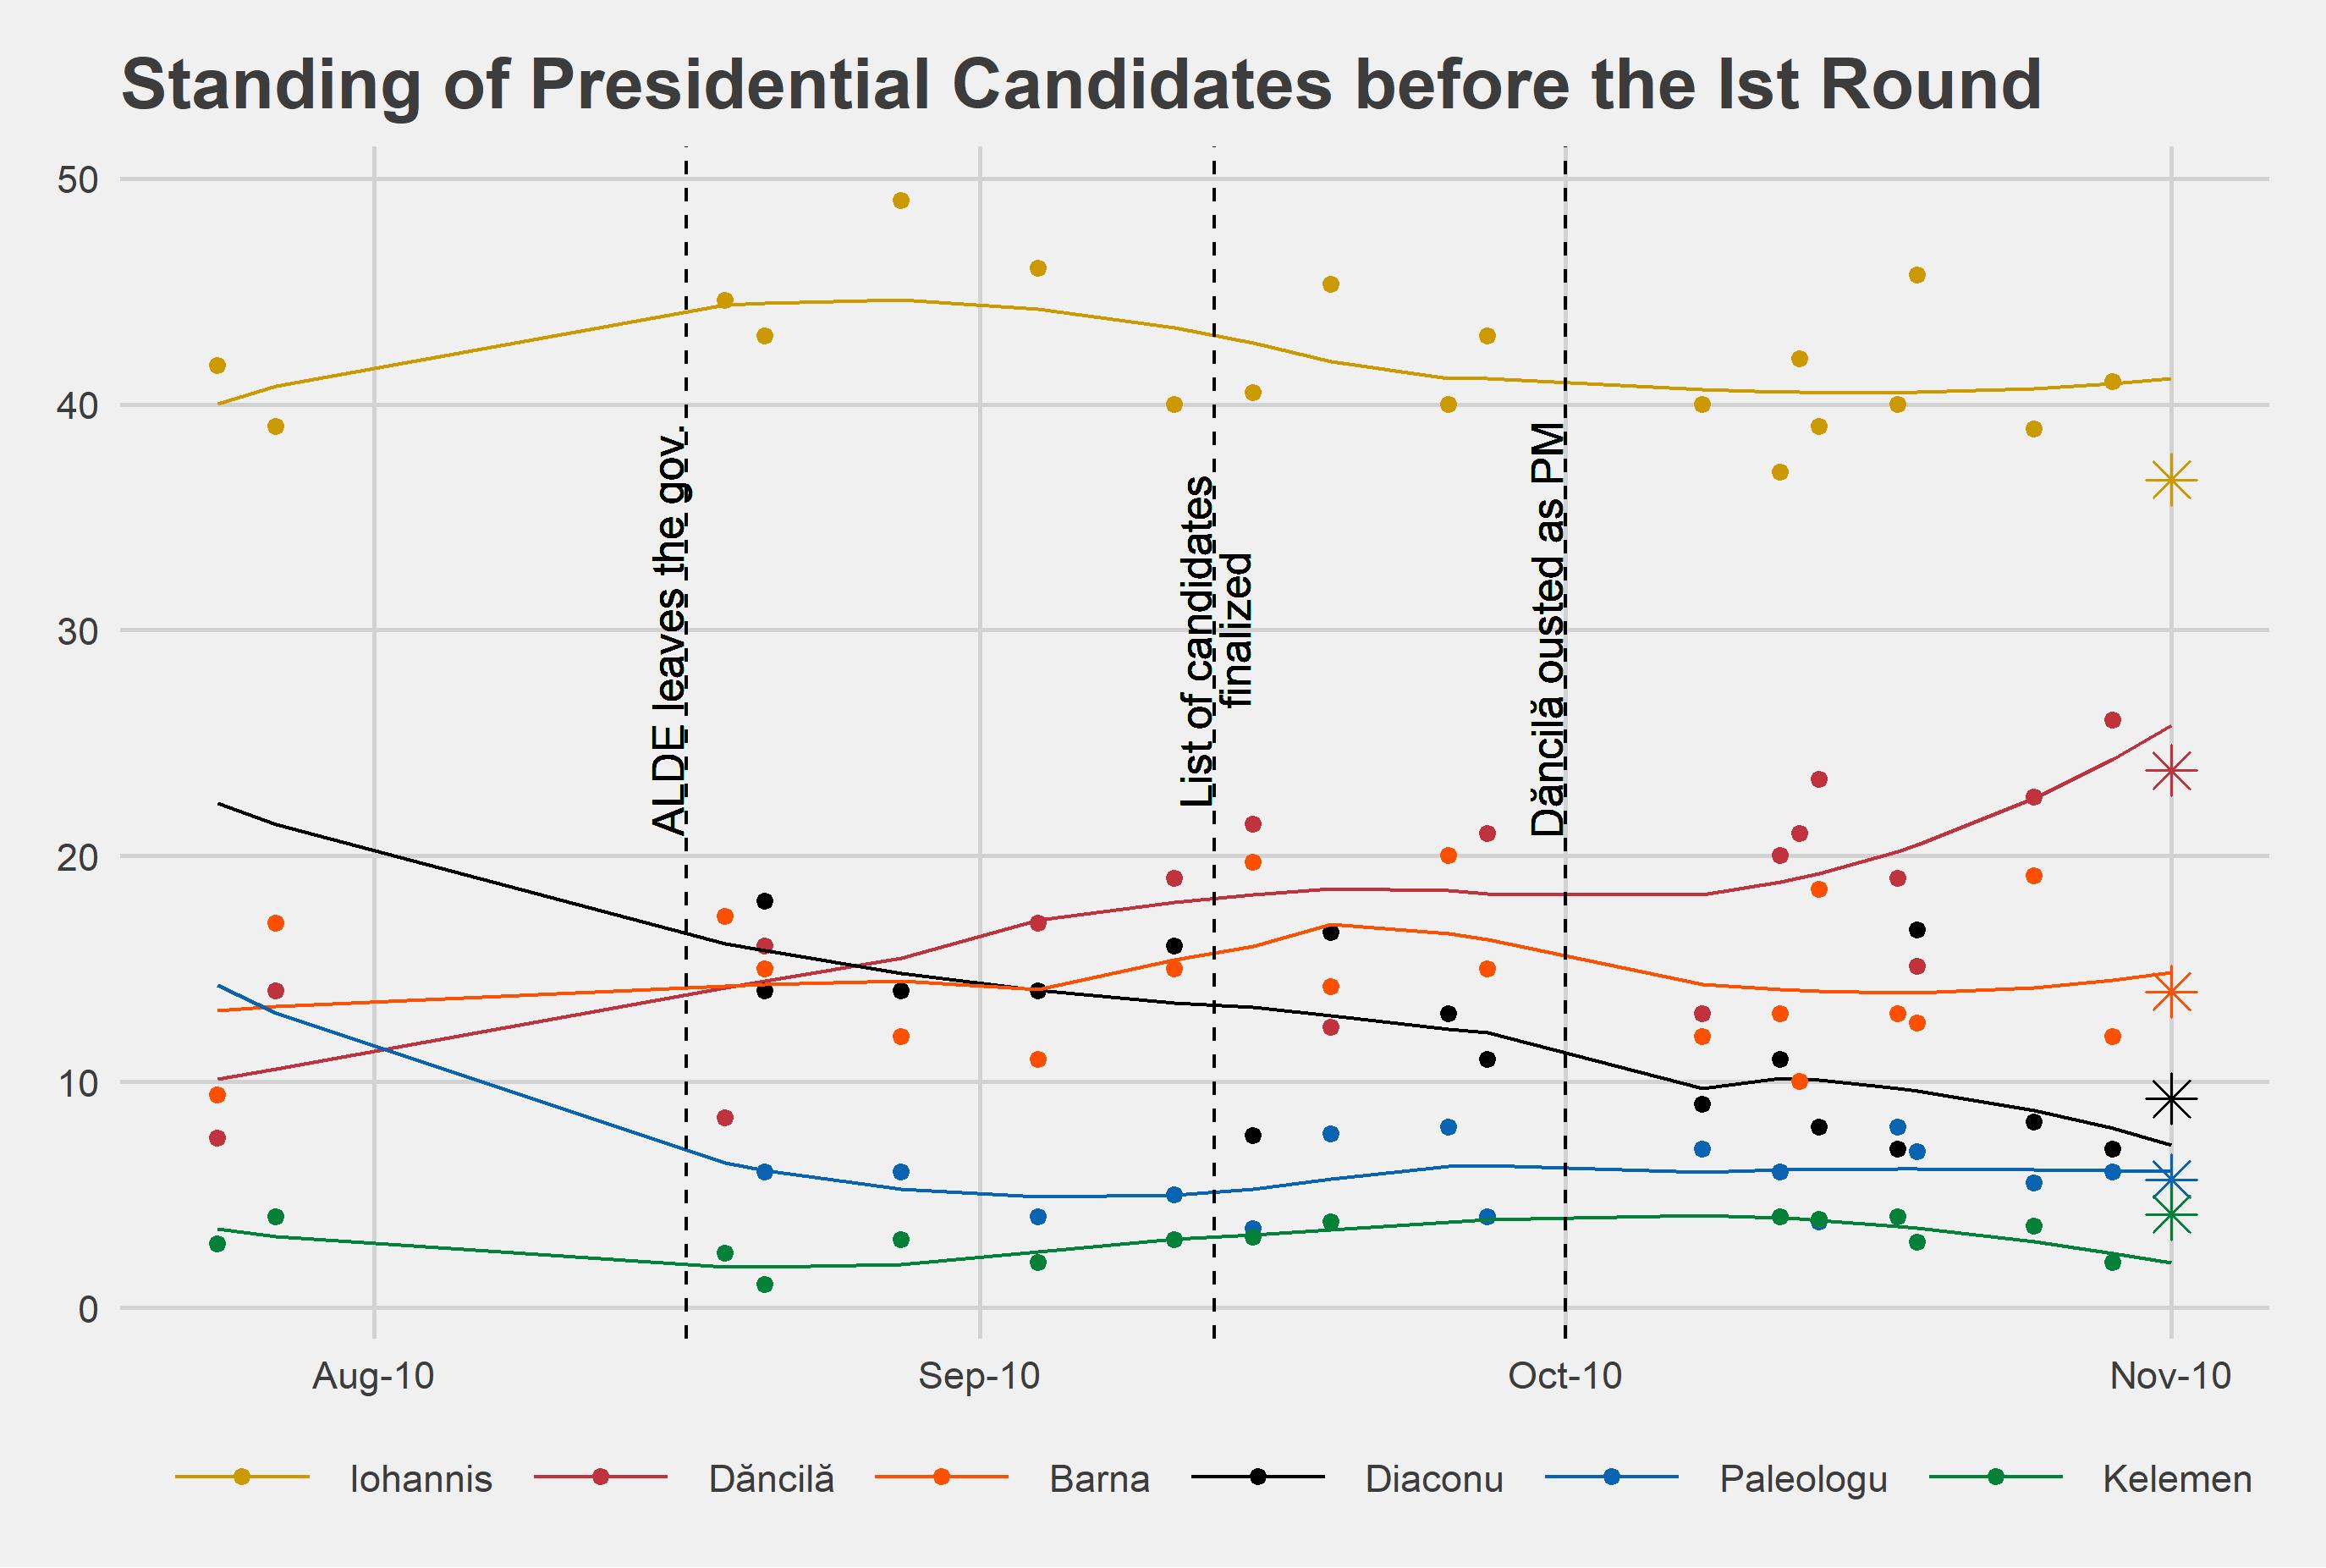 Standing of Presidential Candidates before the Ist Round
50
40
30
20
10
0
ALDE leaves the gov.
List of candidates
finalized
Dăncilă ousted as PM
Aug-10
Sep-10
Oct-10
Nov-10
Iohannis
Dăncilă
Barna
Diaconu
Paleologu
Kelemen